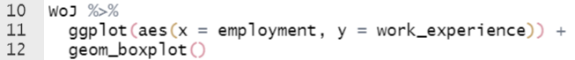 10 WoJ %>%
11 ggplot(aes(x = employment, y = work_experience)) +
12 geom_boxplot()